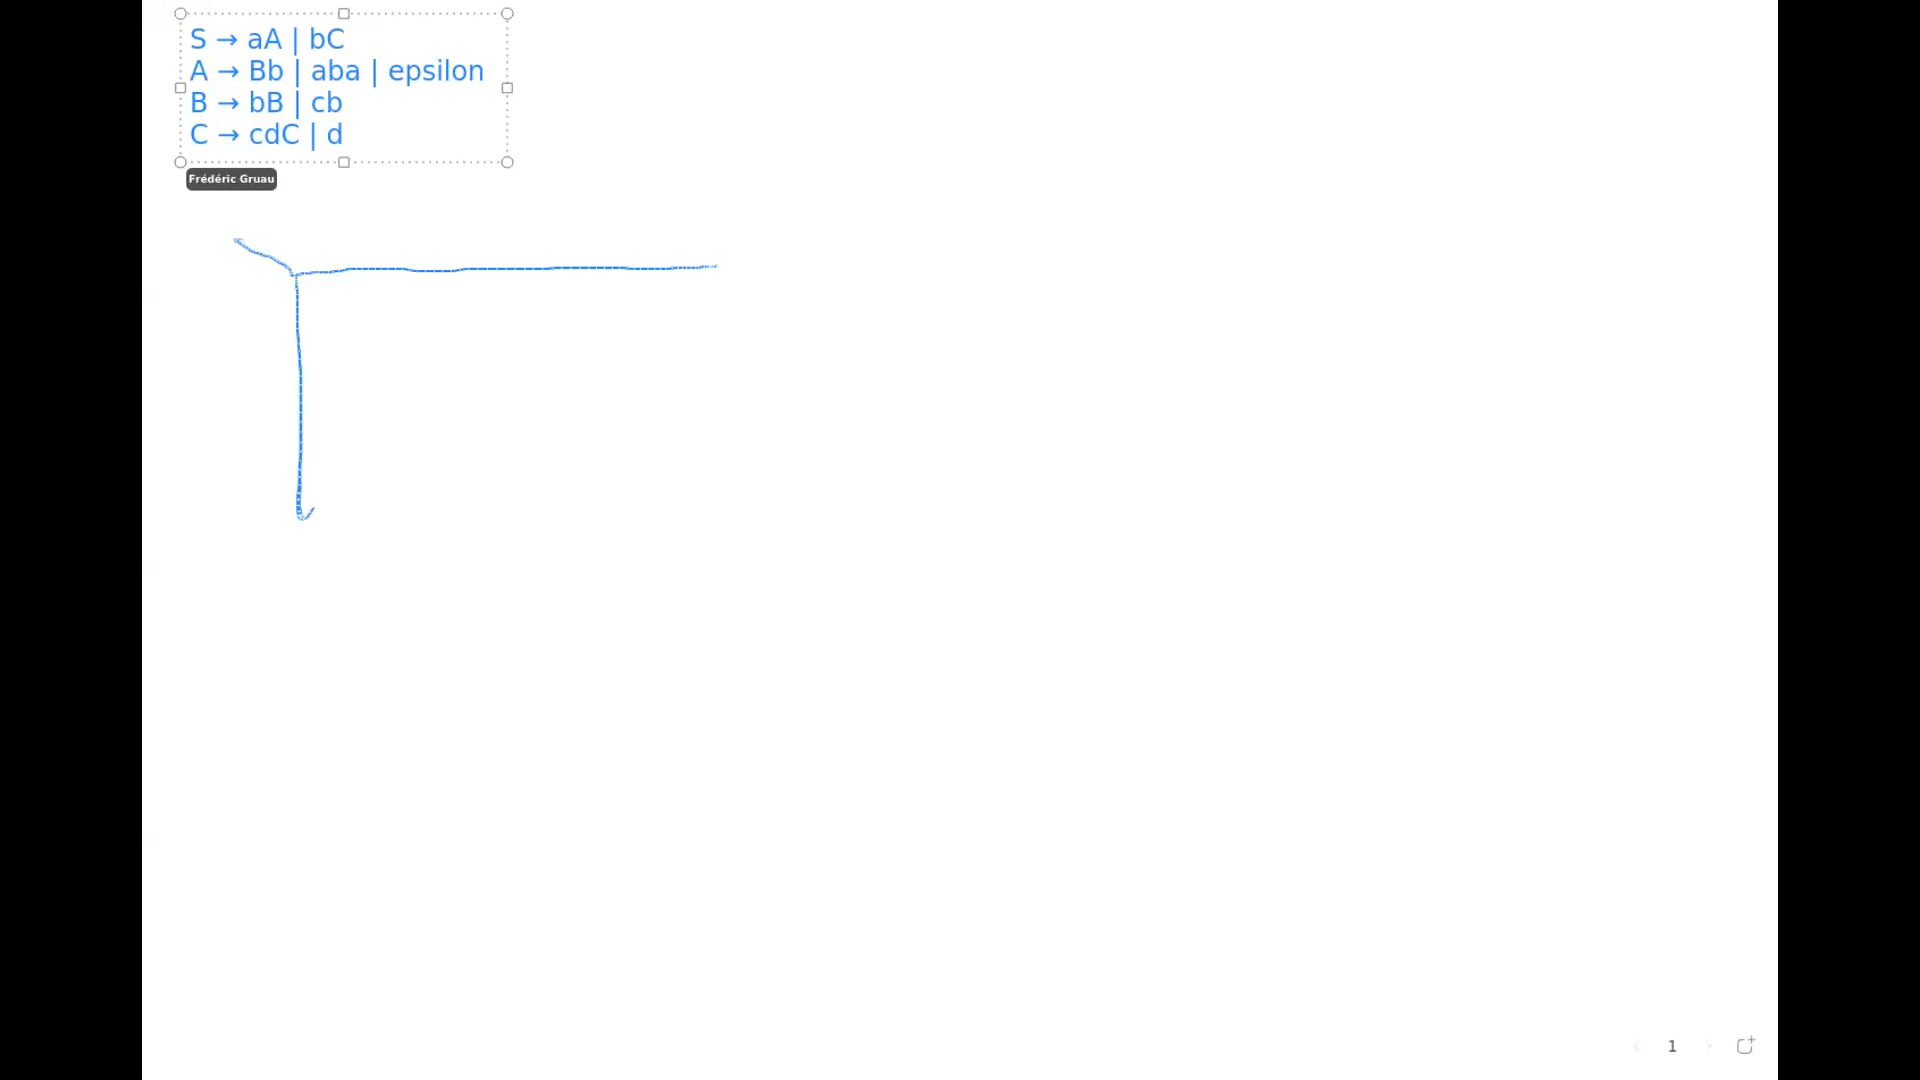 S → aA | bC
A → Bb | aba | epsilon
B → bB | cb
C → cdC | d
Frédéric Gruau
1